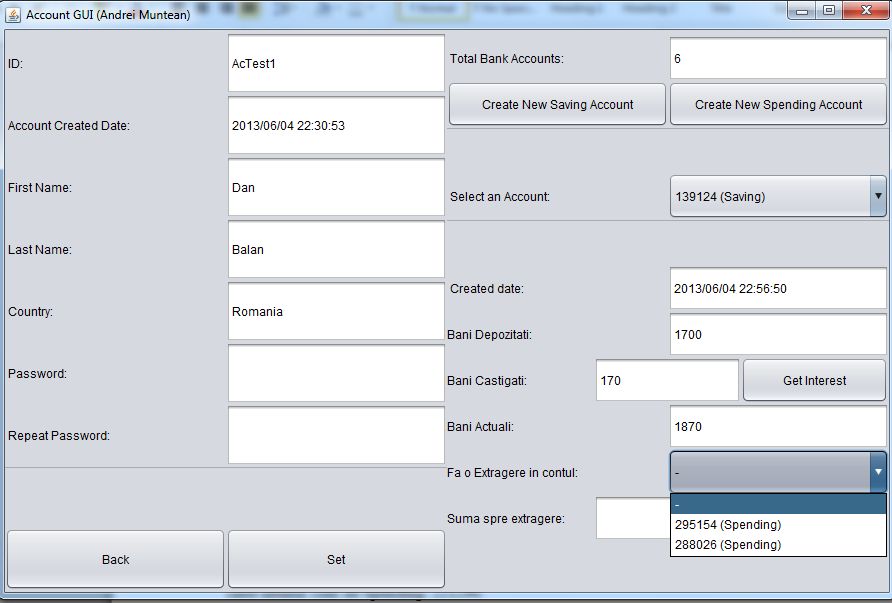 Account GUI (Andrei Muntean)
ID:
AcTest1
Account Created Date:
2013/06/04 22:30:53
First Name:
Dan
Last Name:
Balan
Country:
Romania
Password:
Repeat Password:
Back
Set
Total Bank Accounts:
6
Create New Saving Account
Create New Spending Account
Select an Account:
139124 (Saving)
Created date:
2013/06/04 22:56:50
Bani Depozitati:
1700
Bani Castigati:
170
Get Interest
Bani Actuali:
1870
Fa o Extragere in contul:
-
-
295154 (Spending)
288026 (Spending)
Suma spre extragere: